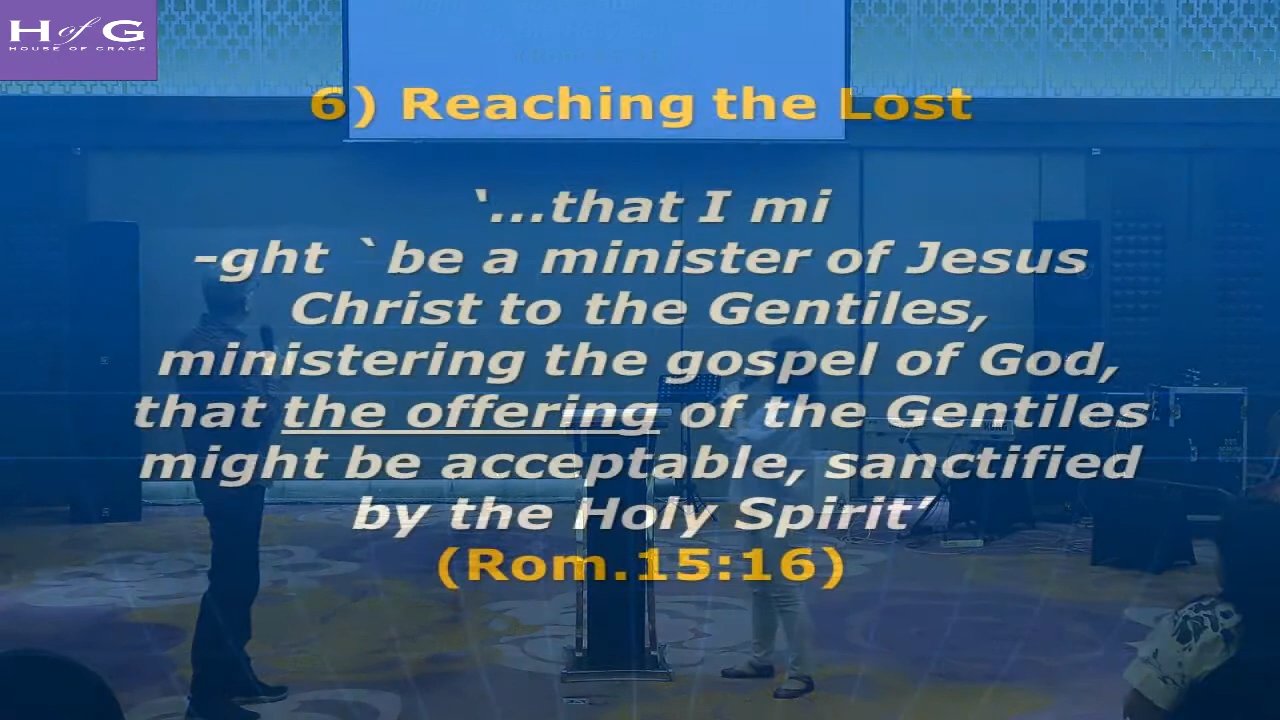 H of G
HOUSE OF GRACE
6) Reaching the Lost
‘...that I mi
-ght `be a minister of Jesus
Christ to the Gentiles,
ministering the gospel of God,
that the offering of the Gentiles
might be acceptable, sanctified
by the Holy Spirit’
(Rom.15:16)